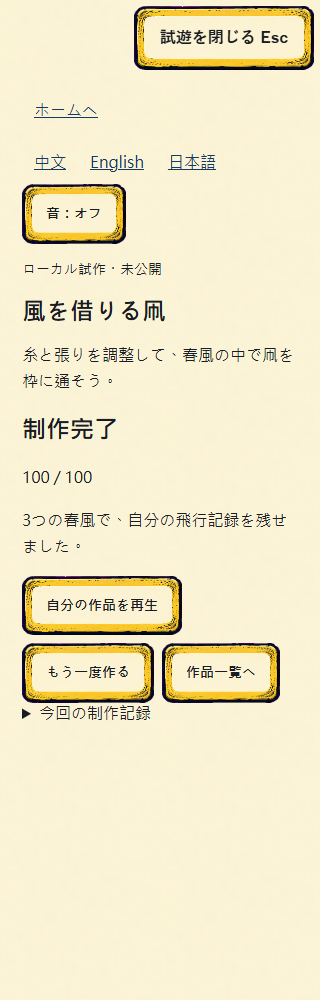 試遊を閉じる Esc
ホームへ
中文 English 日本語
音：オフ
ローカル試作・未公開
風を借りる凧
糸と張りを調整して、春風の中で凧を
枠に通そう。
制作完了
100 / 100
3つの春風で、自分の飛行記録を残せ
ました。
自分の作品を再生
もう一度作る 作品一覧へ
▶ 今回の制作記録